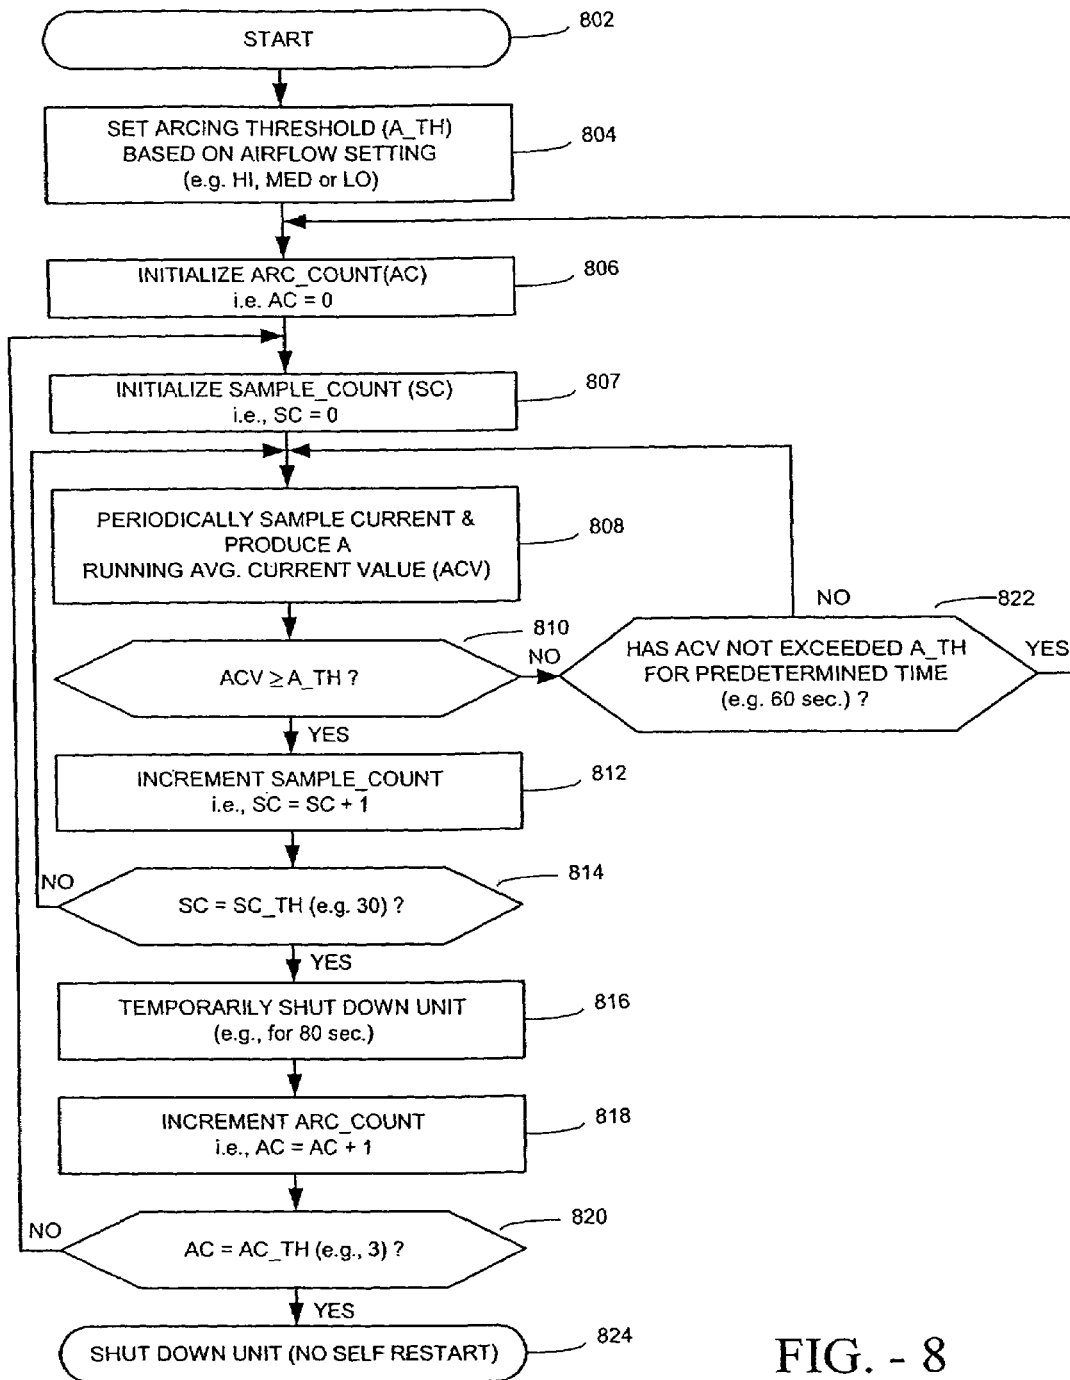 START
802
SET ARCING THRESHOLD (A_TH)
BASED ON AIRFLOW SETTING
(e.g. HI, MED or LO)
804
INITIALIZE ARC_COUNT(AC)
i.e. AC = 0
806
INITIALIZE SAMPLE_COUNT (SC)
i.e., SC = 0
807
PERIODICALLY SAMPLE CURRENT &
PRODUCE A
RUNNING AVG. CURRENT VALUE (ACV)
808
ACV ≥ A_TH ?
810
NO
YES
HAS ACV NOT EXCEEDED A_TH
FOR PREDETERMINED TIME
(e.g. 60 sec.) ?
822
NO
YES
INCREMENT SAMPLE_COUNT
i.e., SC = SC + 1
812
SC = SC_TH (e.g. 30) ?
814
NO
YES
TEMPORARILY SHUT DOWN UNIT
(e.g., for 80 sec.)
816
INCREMENT ARC_COUNT
i.e., AC = AC + 1
818
AC = AC_TH (e.g., 3) ?
820
NO
YES
SHUT DOWN UNIT (NO SELF RESTART)
824
FIG. - 8